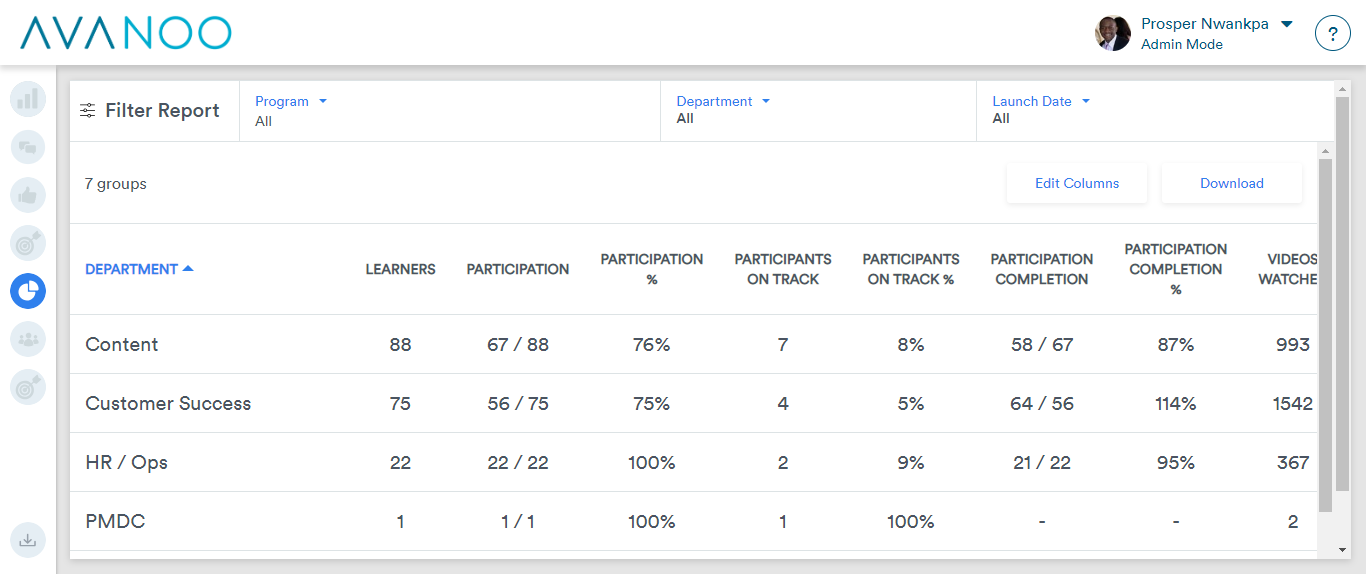 AVANOO
Prosper Nwankpa
Admin Mode
?
Filter Report
Program
All
Department
All
Launch Date
All
7 groups
Edit Columns
Download
DEPARTMENT LEARNERS PARTICIPATION PARTICIPATION % PARTICIPANTS ON TRACK PARTICIPANTS ON TRACK % PARTICIPATION COMPLETION PARTICIPATION COMPLETION % VIDEOS WATCHE
Content 88 67 / 88 76% 7 8% 58 / 67 87% 993
Customer Success 75 56 / 75 75% 4 5% 64 / 56 114% 1542
HR / Ops 22 22 / 22 100% 2 9% 21 / 22 95% 367
PMDC 1 1 / 1 100% 1 100% - - 2